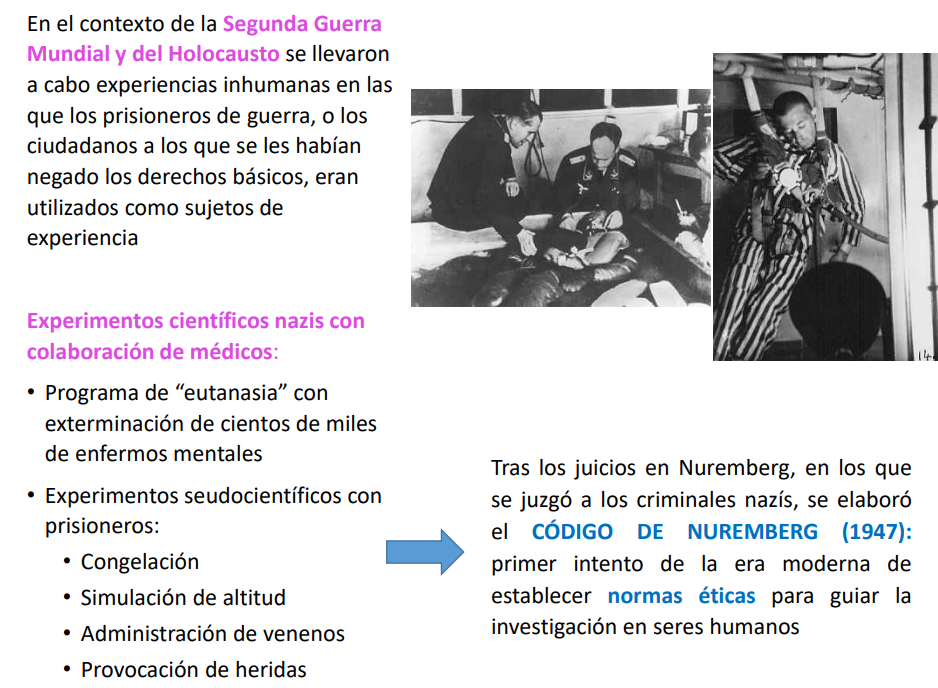 En el contexto de la Segunda Guerra
Mundial y del Holocausto se llevaron
a cabo experiencias inhumanas en las
que los prisioneros de guerra, o los
ciudadanos a los que se les habían
negado los derechos básicos, eran
utilizados como sujetos de
experiencia
Experimentos científicos nazis con
colaboración de médicos:
• Programa de “eutanasia” con
exterminación de cientos de miles
de enfermos mentales
• Experimentos seudocientíficos con
prisioneros:
• Congelación
• Simulación de altitud
• Administración de venenos
• Provocación de heridas
Tras los juicios en Nuremberg, en los que
se juzgó a los criminales nazís, se elaboró
el CÓDIGO DE NUREMBERG (1947):
primer intento de la era moderna de
establecer normas éticas para guiar la
investigación en seres humanos